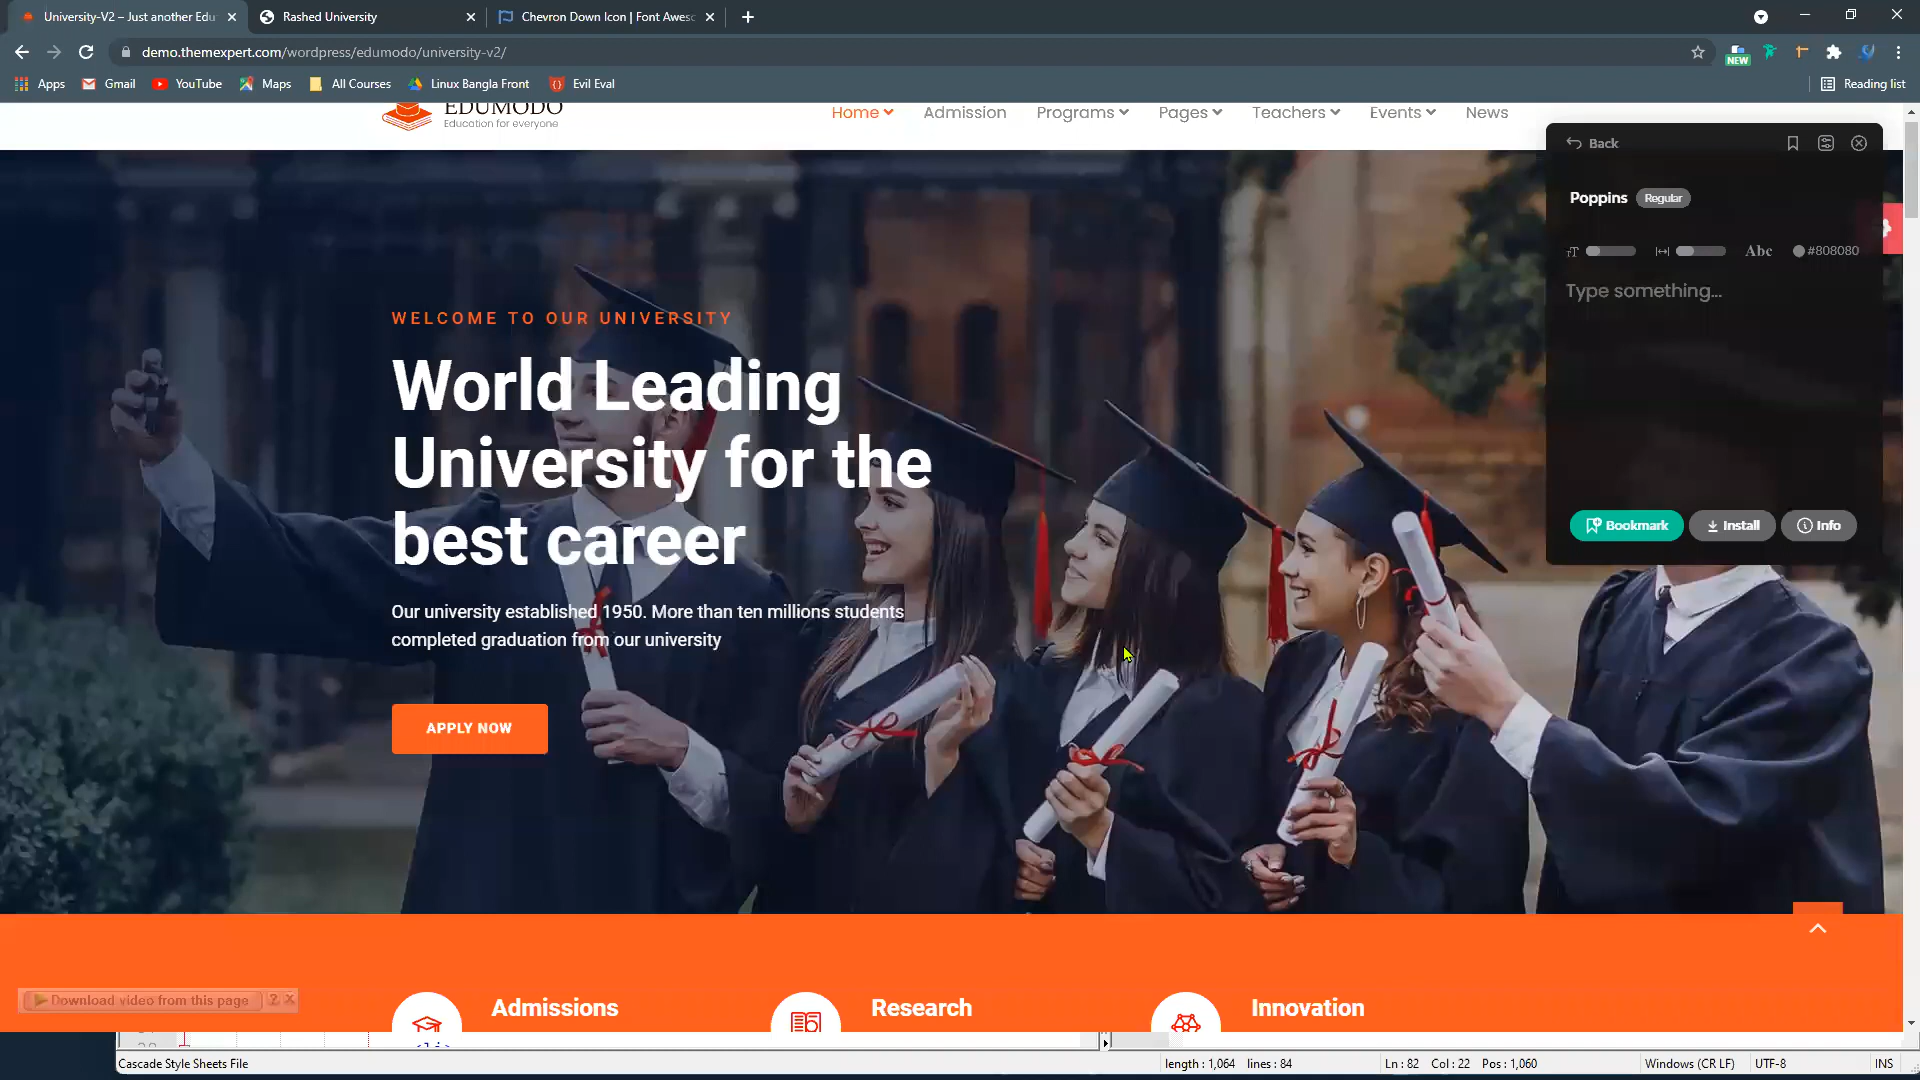 University-V2 – Just another Edu
Rashed University
Chevron Down Icon | Font Awesc
demo.themexpert.com/wordpress/edumodo/university-v2/
NEW
Apps
Gmail
YouTube
Maps
All Courses
Linux Bangla Front
Evil Eval
Reading list
EDUMODO
Education for everyone
Home
Admission
Programs
Pages
Teachers
Events
News
Back
Poppins
Regular
Abc
#808080
Type something...
Bookmark
Install
Info
WELCOME TO OUR UNIVERSITY
World Leading
University for the
best career
Our university established 1950. More than ten millions students
completed graduation from our university
APPLY NOW
Download video from this page
?
Admissions
Research
Innovation
Cascade Style Sheets File
length : 1,064 lines : 84
Ln : 82 Col : 22 Pos : 1,060
Windows (CR LF)
UTF-8
INS